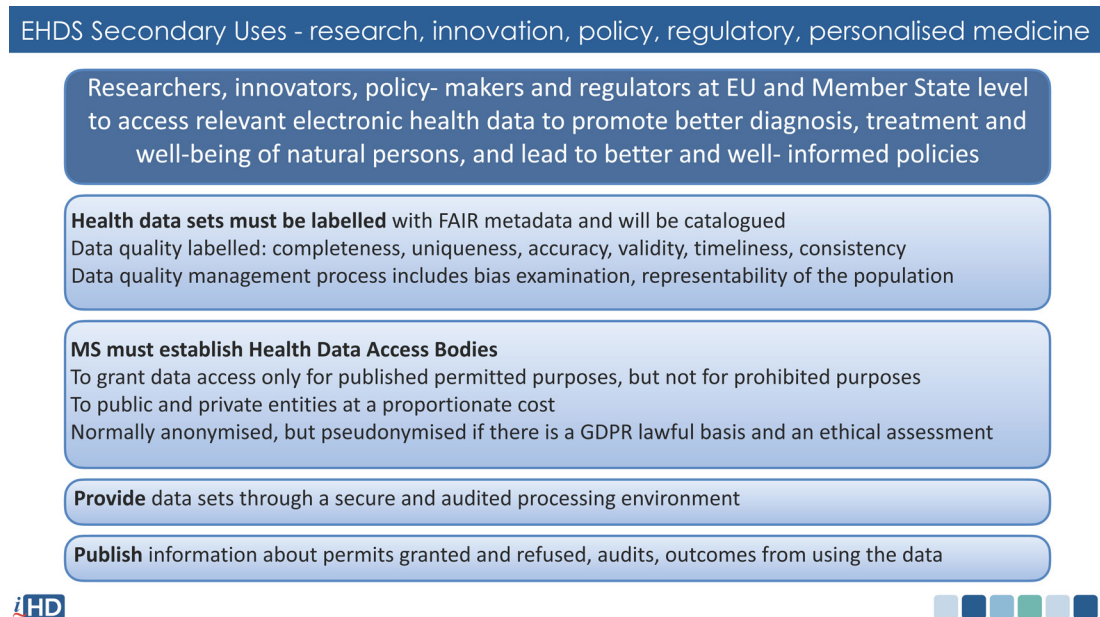 EHDS Secondary Uses - research, innovation, policy, regulatory, personalised medicine
Researchers, innovators, policy- makers and regulators at EU and Member State level
to access relevant electronic health data to promote better diagnosis, treatment and
well-being of natural persons, and lead to better and well- informed policies
Health data sets must be labelled with FAIR metadata and will be catalogued
Data quality labelled: completeness, uniqueness, accuracy, validity, timeliness, consistency
Data quality management process includes bias examination, representability of the population
MS must establish Health Data Access Bodies
To grant data access only for published permitted purposes, but not for prohibited purposes
To public and private entities at a proportionate cost
Normally anonymised, but pseudonymised if there is a GDPR lawful basis and an ethical assessment
Provide data sets through a secure and audited processing environment
Publish information about permits granted and refused, audits, outcomes from using the data
iHD